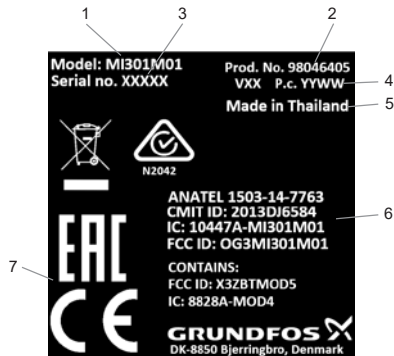 1
3
2
Model: MI301M01
Prod. No. 98046405
Serial no. XXXXX
VXX P.c. YYWW
4
Made in Thailand
5
N2042
ANATEL 1503-14-7763
CMIT ID: 2013DJ6584
6
IC: 10447A-MI301M01
FCC ID: OG3MI301M01
EAC
7
CONTAINS:
FCC ID: X3ZBTMOD5
IC: 8828A-MOD4
CE
GRUNDFOS X
DK-8850 Bjerringbro, Denmark